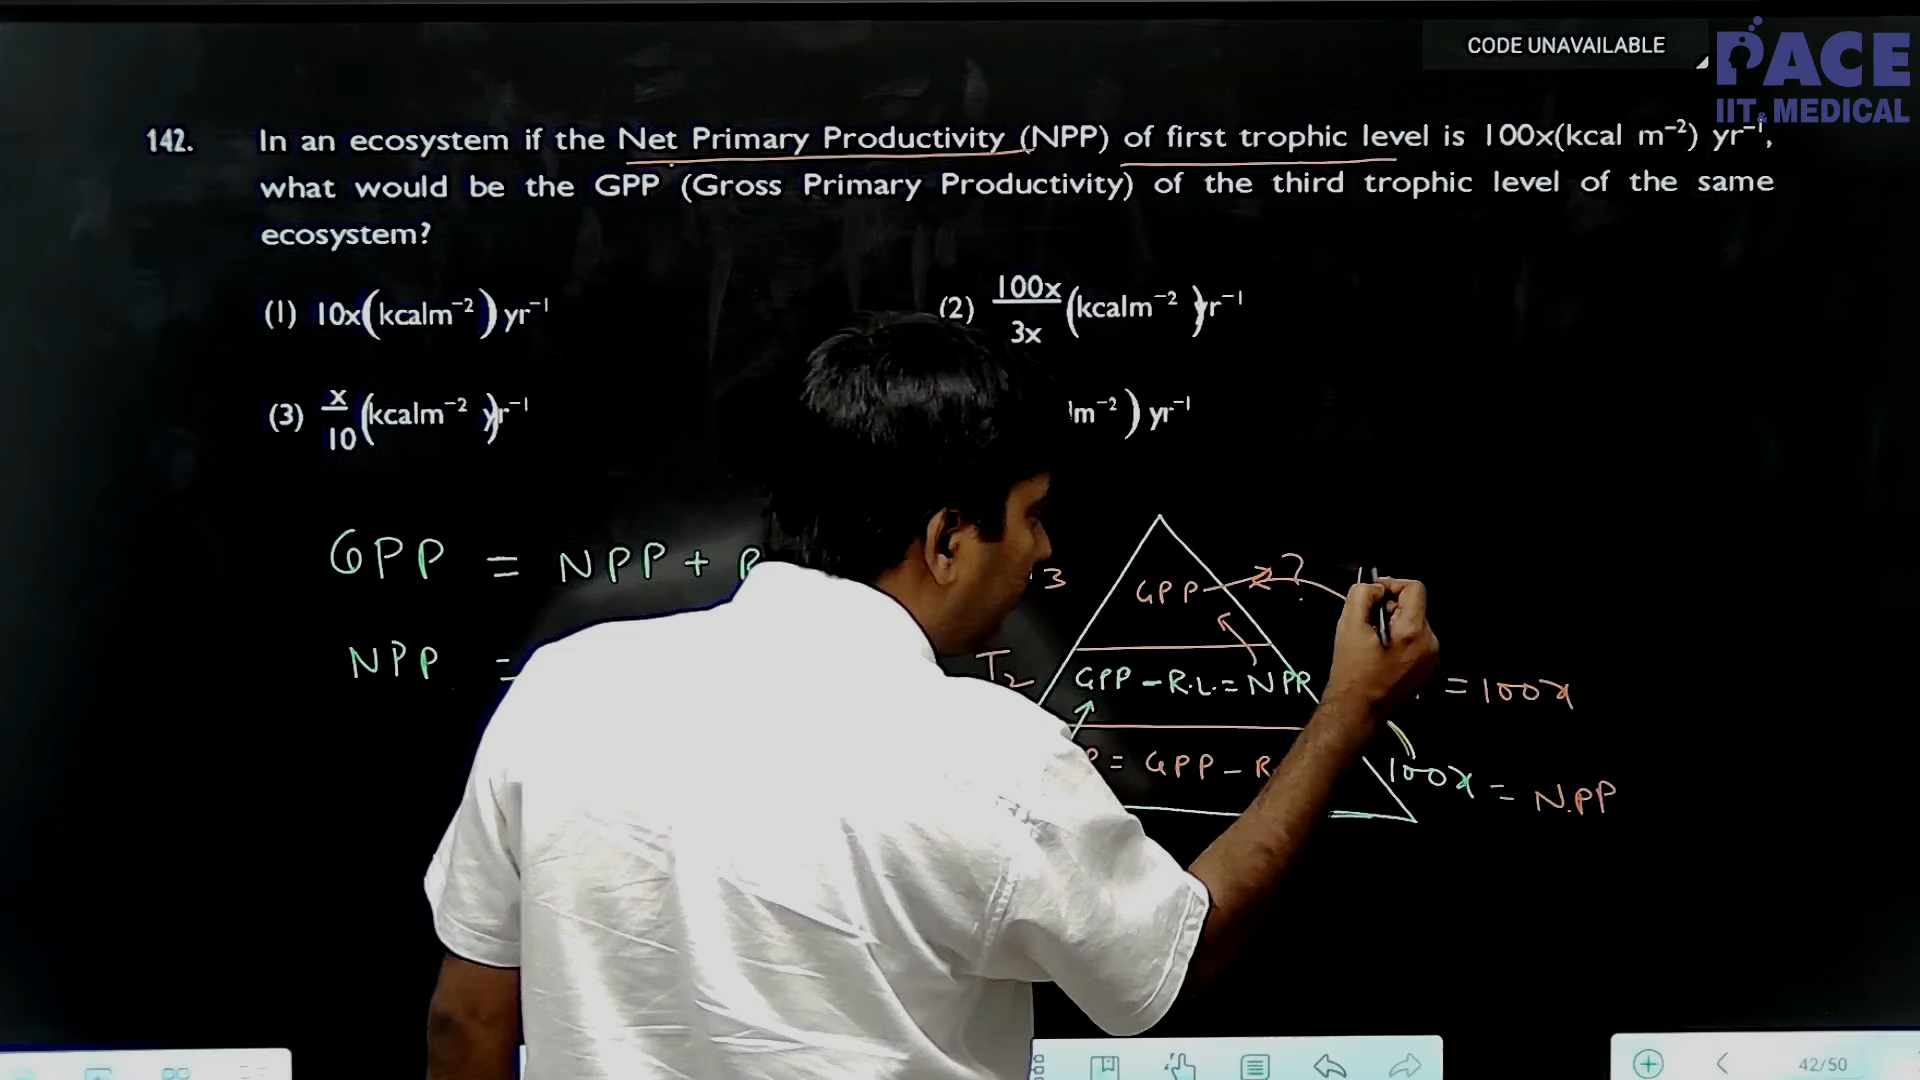 CODE UNAVAILABLE
PACE
IIT & MEDICAL
142. In an ecosystem if the Net Primary Productivity (NPP) of first trophic level is 100x(kcal m⁻²) yr⁻¹,
what would be the GPP (Gross Primary Productivity) of the third trophic level of the same
ecosystem?
(1) 10x(kcalm⁻²) yr⁻¹
(2) 100x/3x (kcalm⁻²)yr⁻¹
(3) x/10 (kcalm⁻² )yr⁻¹
m⁻²) yr⁻¹
GPP = NPP + R
3
GPP → ?
NPP =
T2
GPP - R.L. = NPP
= 100x
P = GPP - R
100x = NPP
42/50